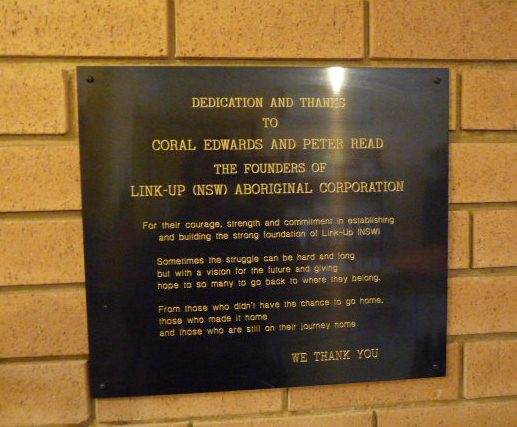 DEDICATION AND THANKS
TO
CORAL EDWARDS AND PETER READ
THE FOUNDERS OF
LINK-UP (NSW) ABORIGINAL CORPORATION
For their courage, strength and commitment in establishing
and building the strong foundation of Link-Up (NSW)
Sometimes the struggle can be hard and long
but with a vision for the future and giving
hope to so many to go back to where they belong.
From those who didn't have the chance to go home,
those who made it home
and those who are still on their journey home
WE THANK YOU